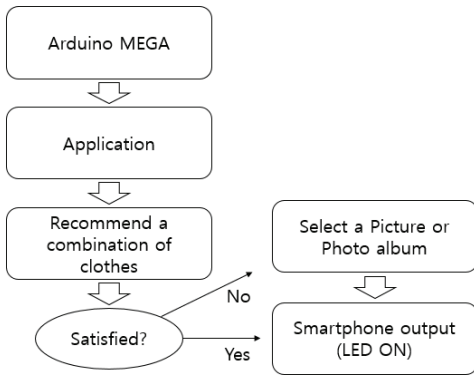 Arduino MEGA
Application
Recommend a
combination of
clothes
Satisfied?
No
Yes
Select a Picture or
Photo album
Smartphone output
(LED ON)